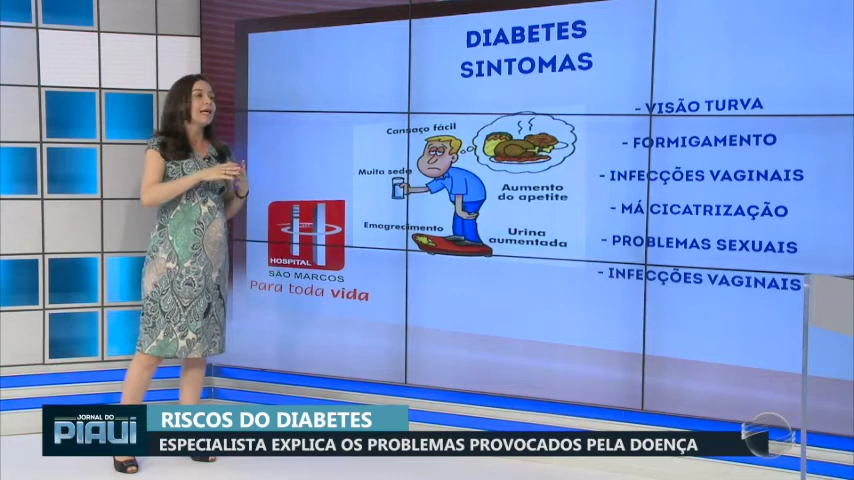 DIABETES
SINTOMAS
Cansaço fácil
Muita sede
Emagrecimento
Aumento
do apetite
Urina
aumentada
- VISÃO TURVA
- FORMIGAMENTO
- INFECÇÕES VAGINAIS
- MÁ CICATRIZAÇÃO
- PROBLEMAS SEXUAIS
- INFECÇÕES VAGINAIS
HOSPITAL
SÃO MARCOS
Para toda vida
JORNAL DO
PIAUÍ
RISCOS DO DIABETES
ESPECIALISTA EXPLICA OS PROBLEMAS PROVOCADOS PELA DOENÇA